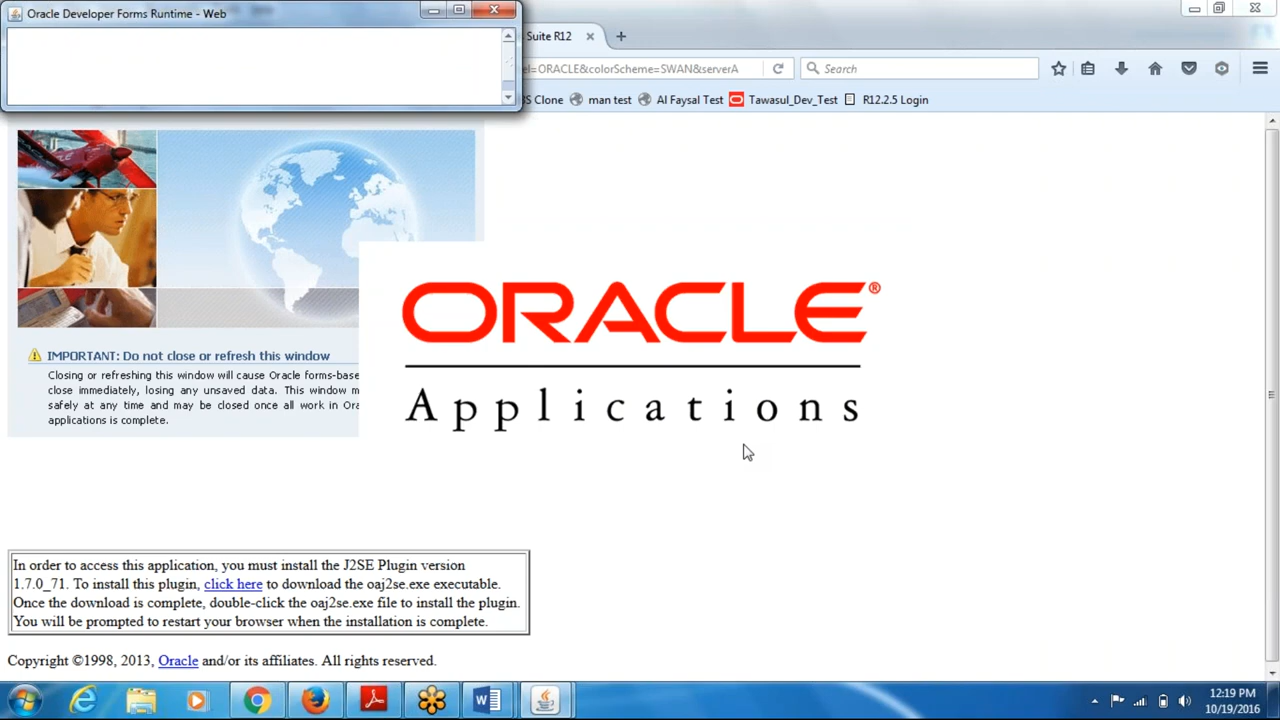 Oracle Developer Forms Runtime - Web
Suite R12
el=ORACLE&colorScheme=SWAN&serverA
Search
S Clone
man test
Al Faysal Test
Tawasul_Dev_Test
R12.2.5 Login
ORACLE®
Applications
IMPORTANT: Do not close or refresh this window
Closing or refreshing this window will cause Oracle forms-base
close immediately, losing any unsaved data. This window m
safely at any time and may be closed once all work in Ora
applications is complete.
In order to access this application, you must install the J2SE Plugin version
1.7.0_71. To install this plugin, click here to download the oaj2se.exe executable.
Once the download is complete, double-click the oaj2se.exe file to install the plugin.
You will be prompted to restart your browser when the installation is complete.
Copyright ©1998, 2013, Oracle and/or its affiliates. All rights reserved.
12:19 PM
10/19/2016